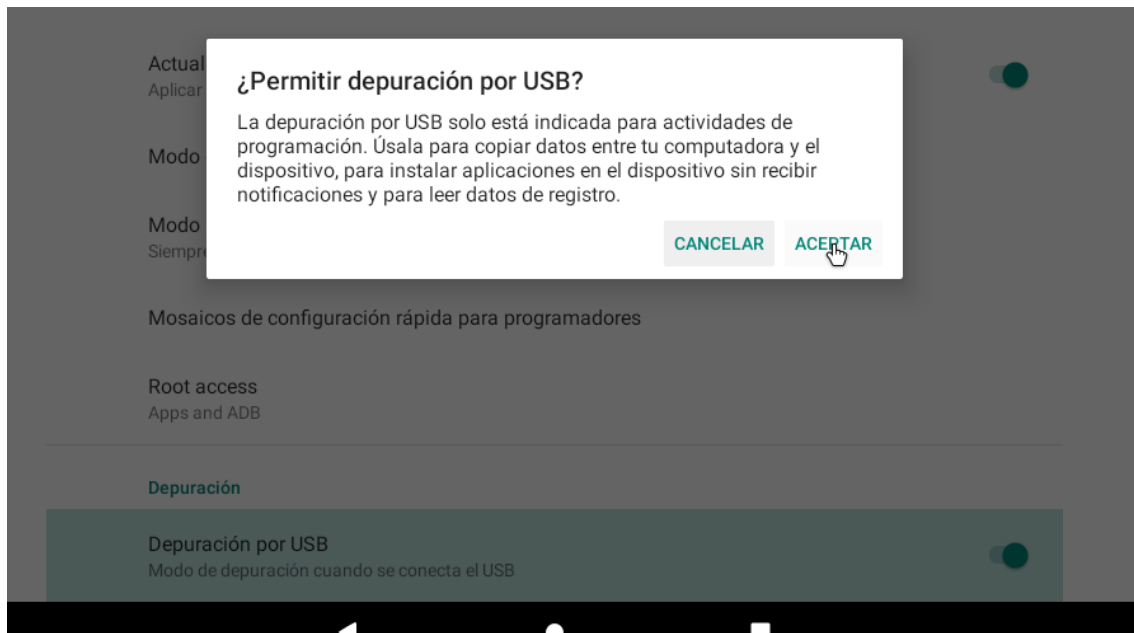 ¿Permitir depuración por USB?
La depuración por USB solo está indicada para actividades de
programación. Úsala para copiar datos entre tu computadora y el
dispositivo, para instalar aplicaciones en el dispositivo sin recibir
notificaciones y para leer datos de registro.
CANCELAR ACEPTAR
Actual
Aplicar
Modo
Modo
Siempre
Mosaicos de configuración rápida para programadores
Root access
Apps and ADB
Depuración
Depuración por USB
Modo de depuración cuando se conecta el USB